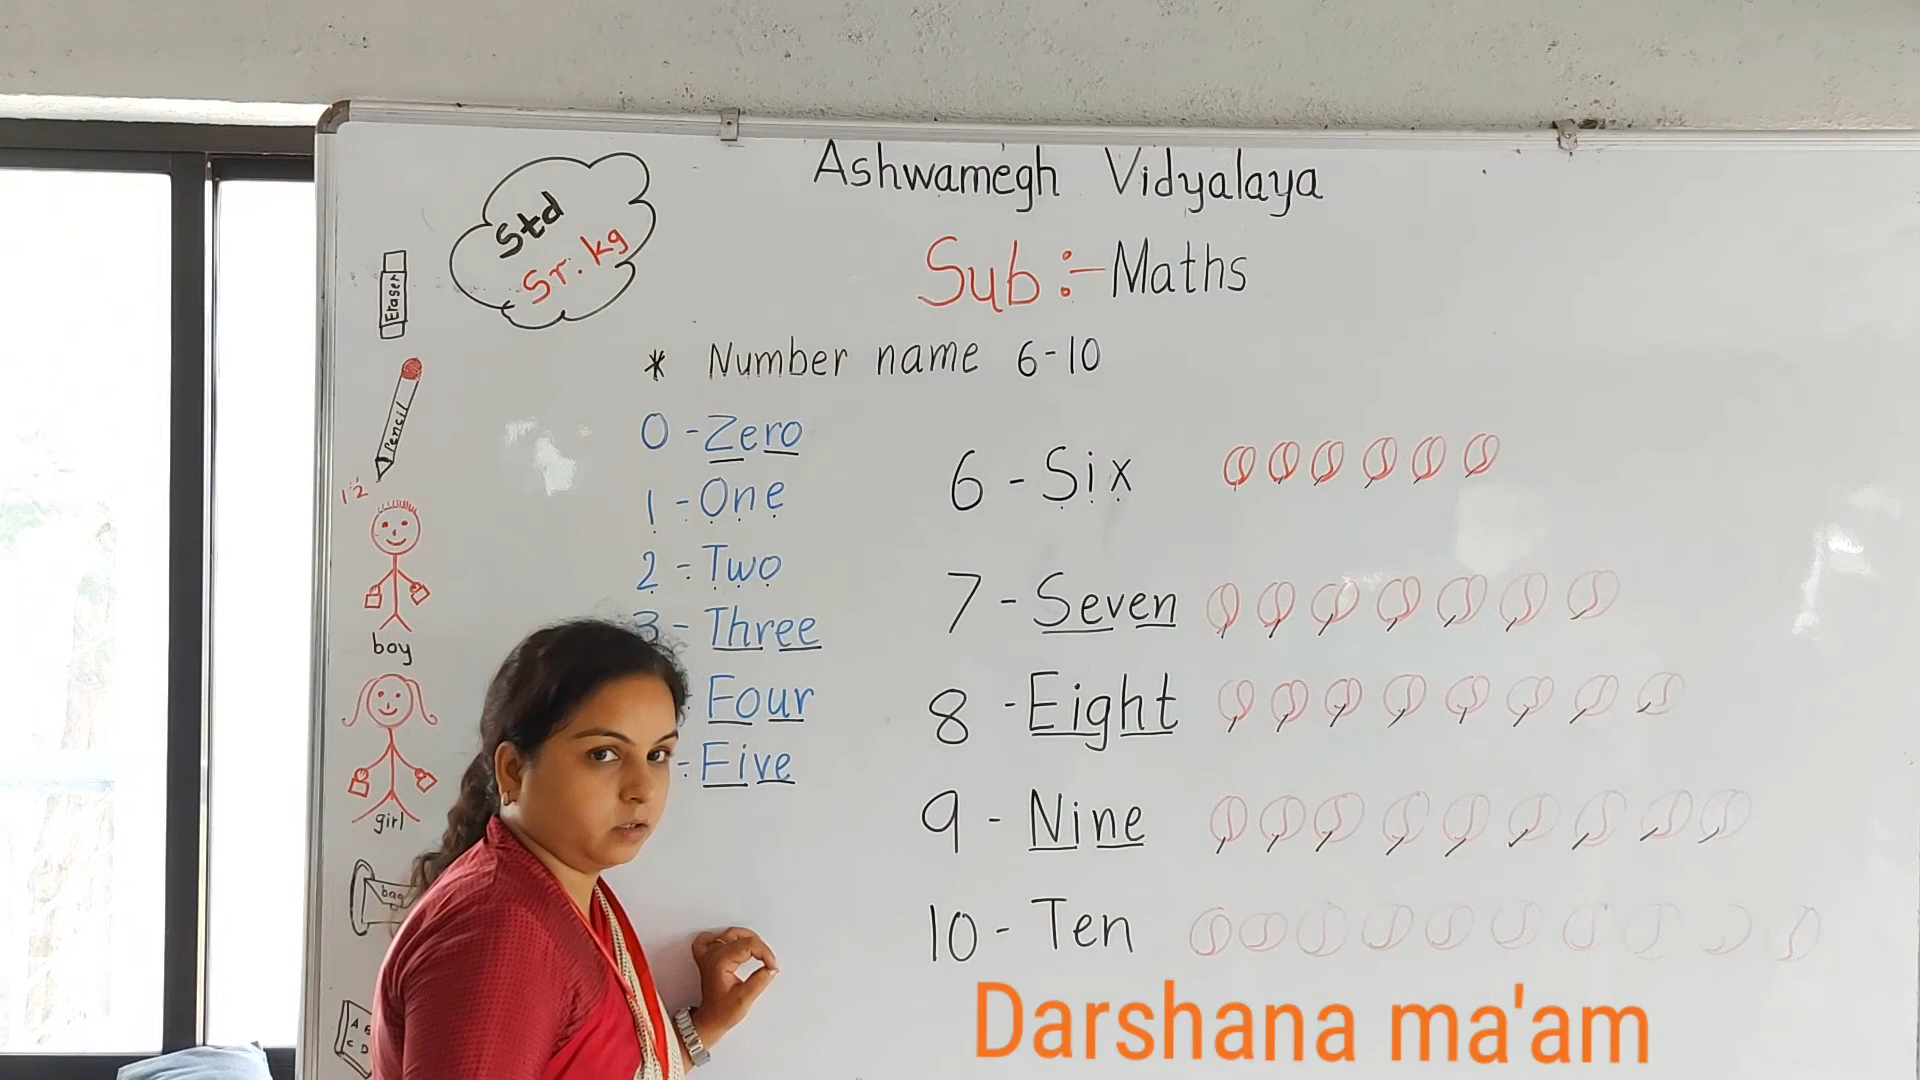 Ashwamegh Vidyalaya
Std
Sr. kg
Sub :- Maths
* Number name 6-10
0 - Zero
1 - One
2 - Two
3 - Three
- Four
- Five
6 - Six
7 - Seven
8 - Eight
9 - Nine
10 - Ten
Eraser
Pencil
12
boy
girl
bag
A B
C D
Darshana ma'am